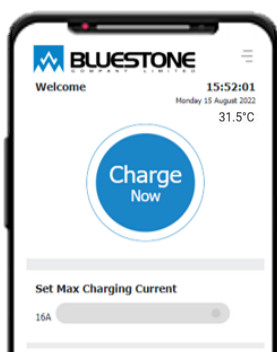 BLUESTONE
COMPANY LIMITED
Welcome 15:52:01
Monday 15 August 2022
31.5°C
Charge
Now
Set Max Charging Current
16A